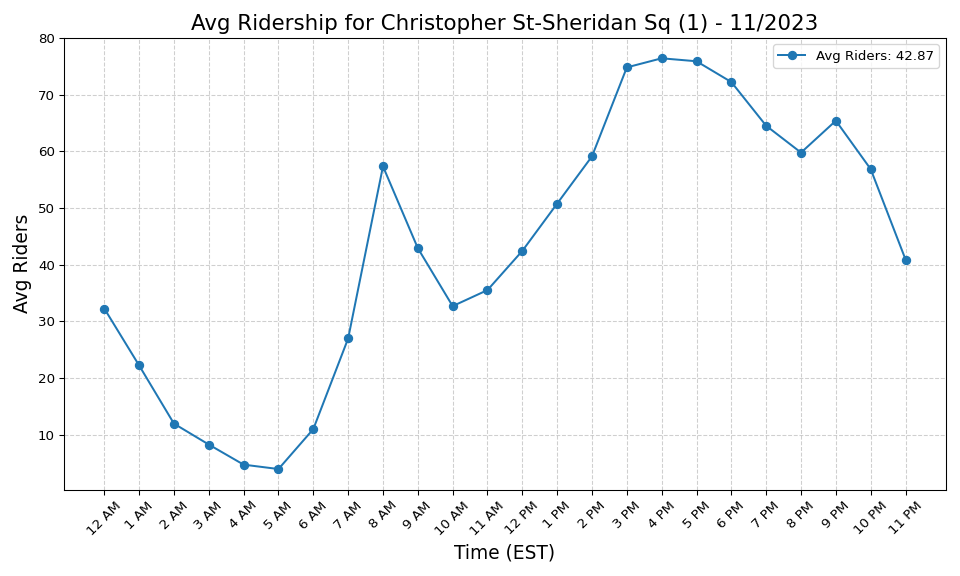 Avg Ridership for Christopher St-Sheridan Sq (1) - 11/2023
Avg Riders: 42.87
Avg Riders
80
70
60
50
40
30
20
10
12 AM
1 AM
2 AM
3 AM
4 AM
5 AM
6 AM
7 AM
8 AM
9 AM
10 AM
11 AM
12 PM
1 PM
2 PM
3 PM
4 PM
5 PM
6 PM
7 PM
8 PM
9 PM
10 PM
11 PM
Time (EST)